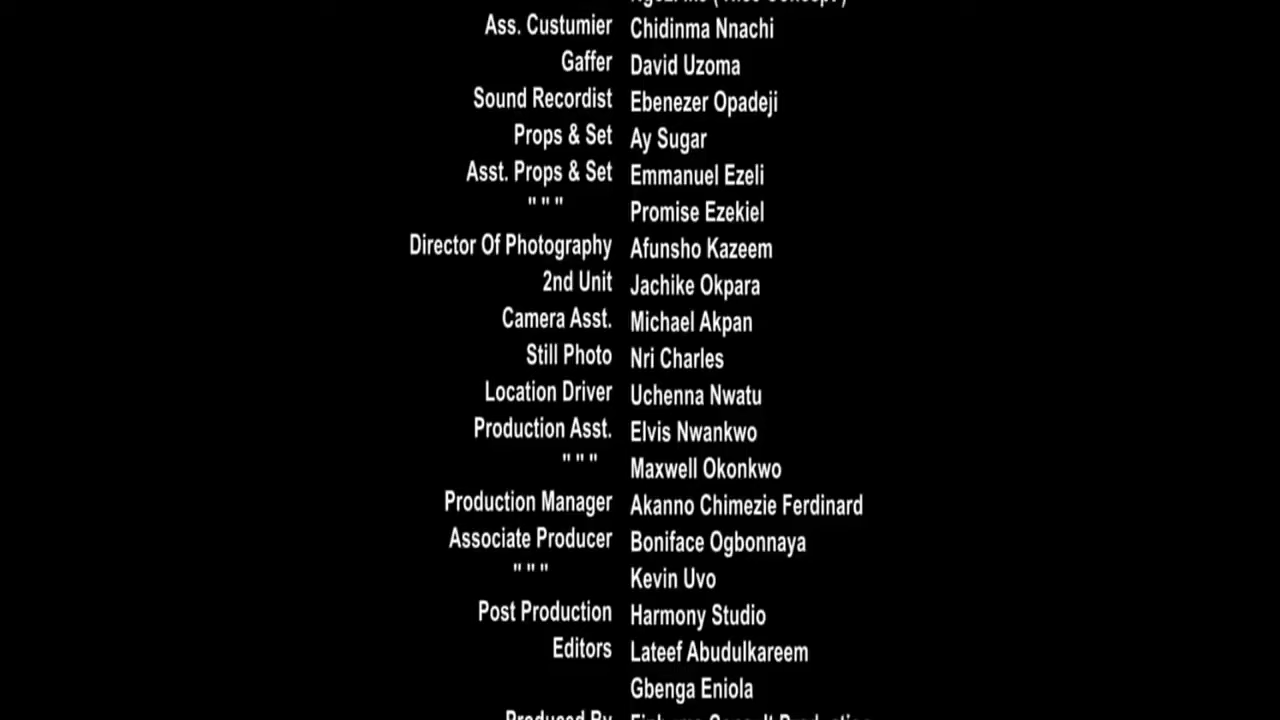 Ass. Custumier Chidinma Nnachi
Gaffer David Uzoma
Sound Recordist Ebenezer Opadeji
Props & Set Ay Sugar
Asst. Props & Set Emmanuel Ezeli
" " " Promise Ezekiel
Director Of Photography Afunsho Kazeem
2nd Unit Jachike Okpara
Camera Asst. Michael Akpan
Still Photo Nri Charles
Location Driver Uchenna Nwatu
Production Asst. Elvis Nwankwo
" " " Maxwell Okonkwo
Production Manager Akanno Chimezie Ferdinard
Associate Producer Boniface Ogbonnaya
" " " Kevin Uvo
Post Production Harmony Studio
Editors Lateef Abudulkareem
Gbenga Eniola
Produced By